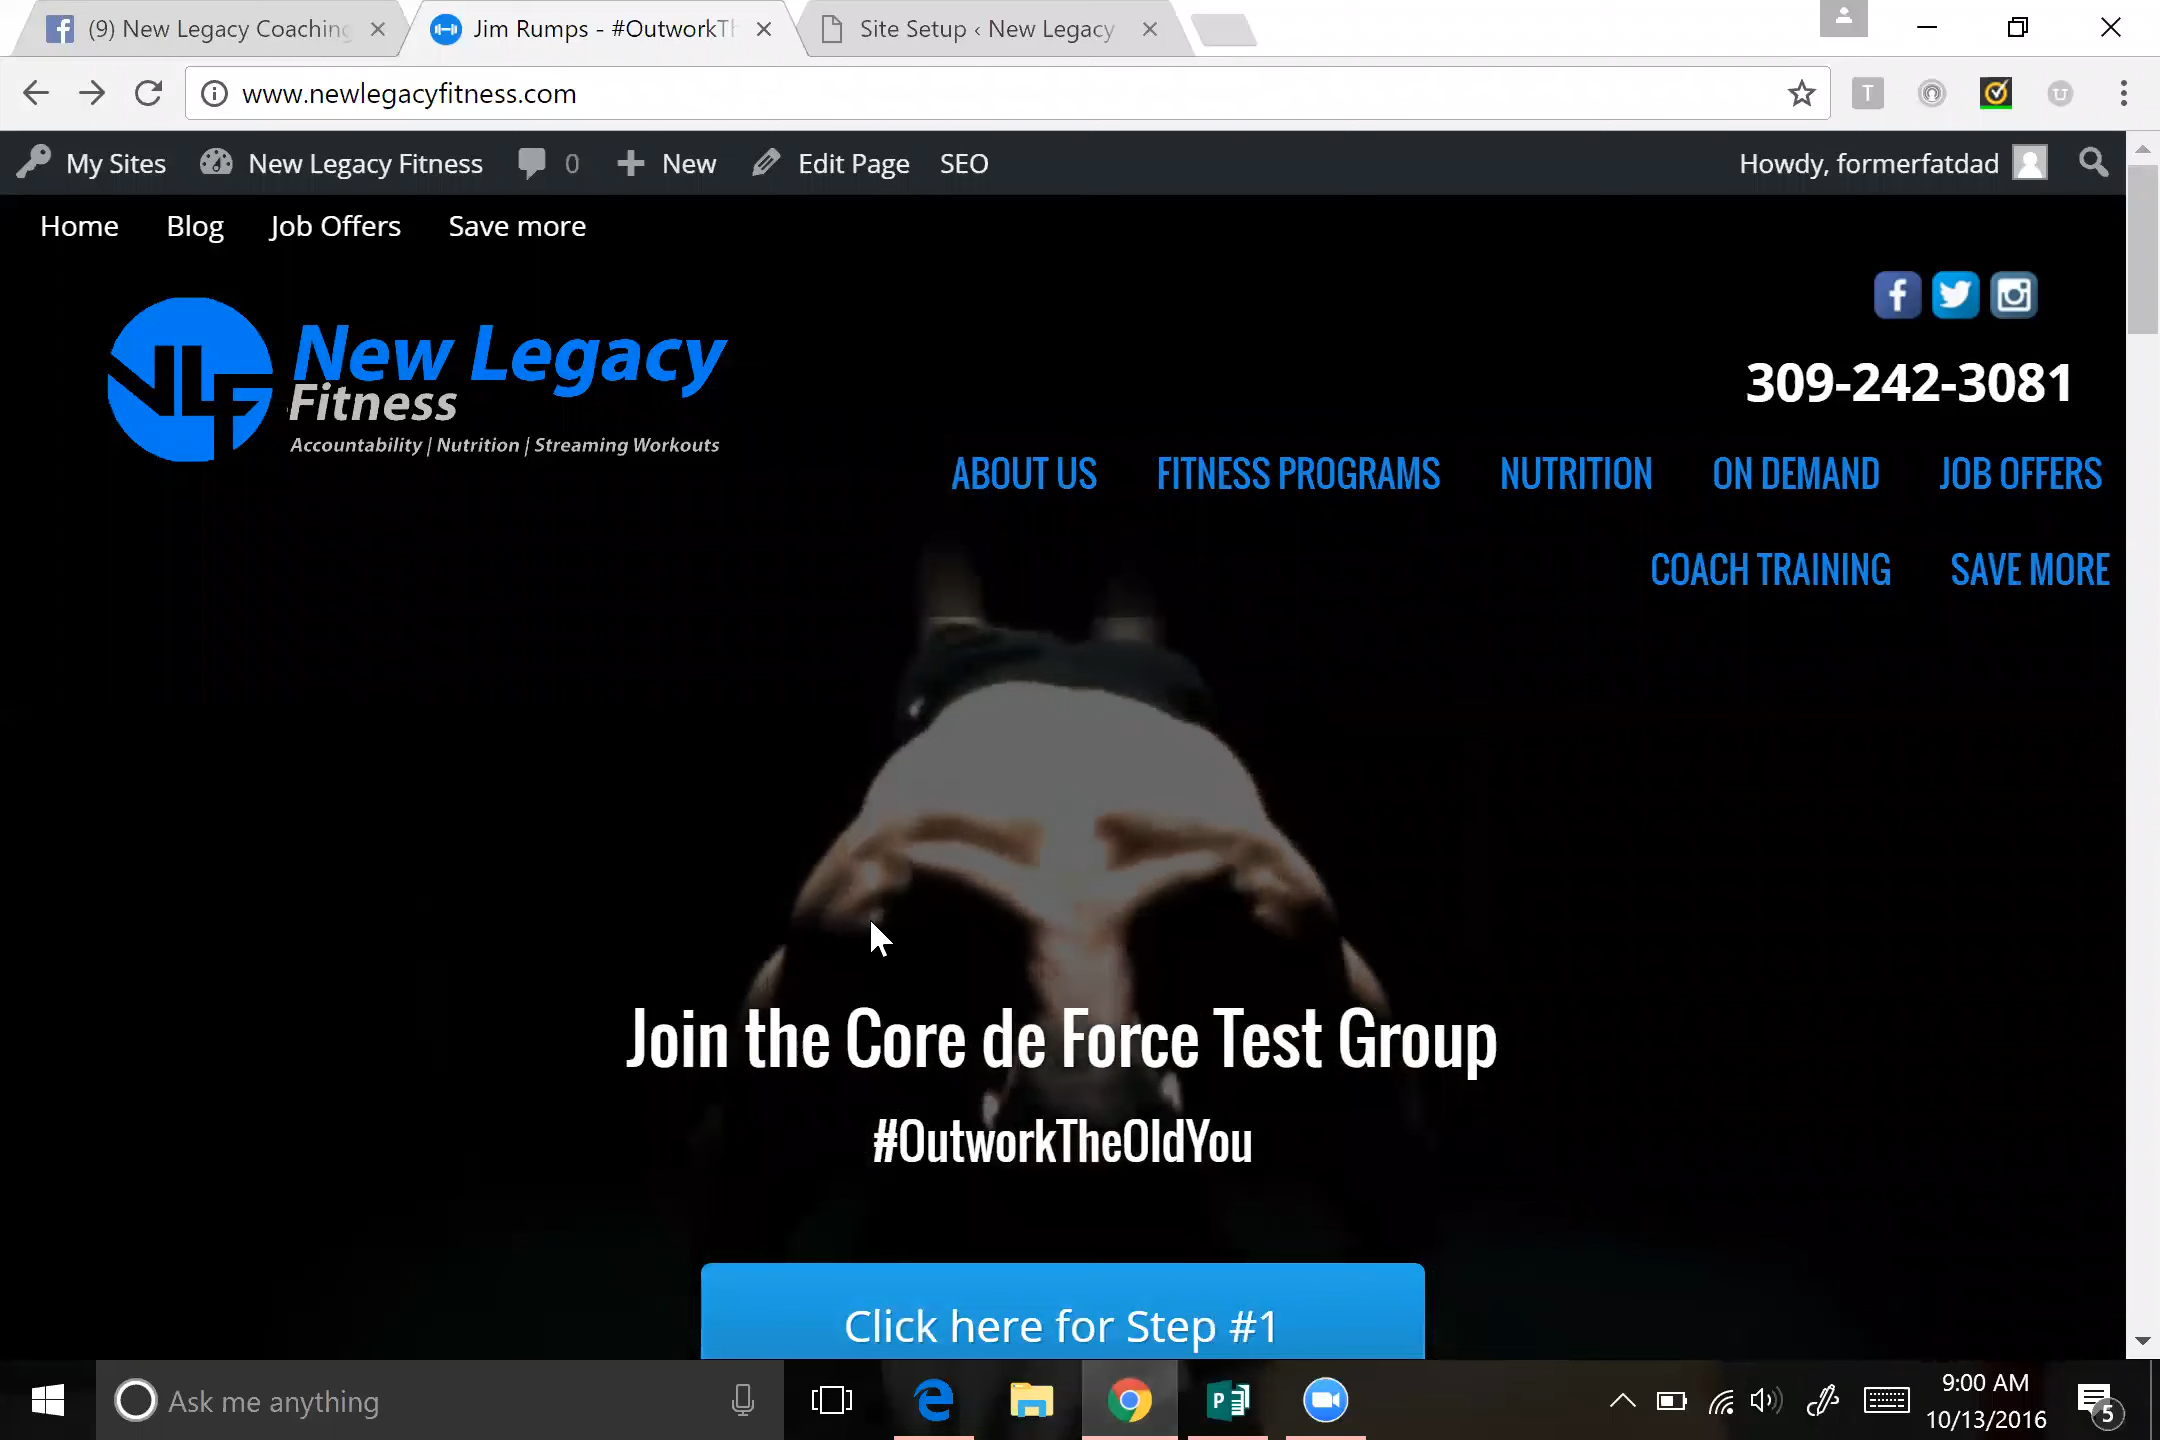 (9) New Legacy Coaching
Jim Rumps - #OutworkTh
Site Setup ‹ New Legacy
www.newlegacyfitness.com
T
My Sites New Legacy Fitness 0 New Edit Page SEO Howdy, formerfatdad
Home Blog Job Offers Save more
NLF
New Legacy
Fitness
Accountability | Nutrition | Streaming Workouts
309-242-3081
ABOUT US FITNESS PROGRAMS NUTRITION ON DEMAND JOB OFFERS
COACH TRAINING SAVE MORE
Join the Core de Force Test Group
#OutworkTheOldYou
Click here for Step #1
Ask me anything
9:00 AM
10/13/2016
5